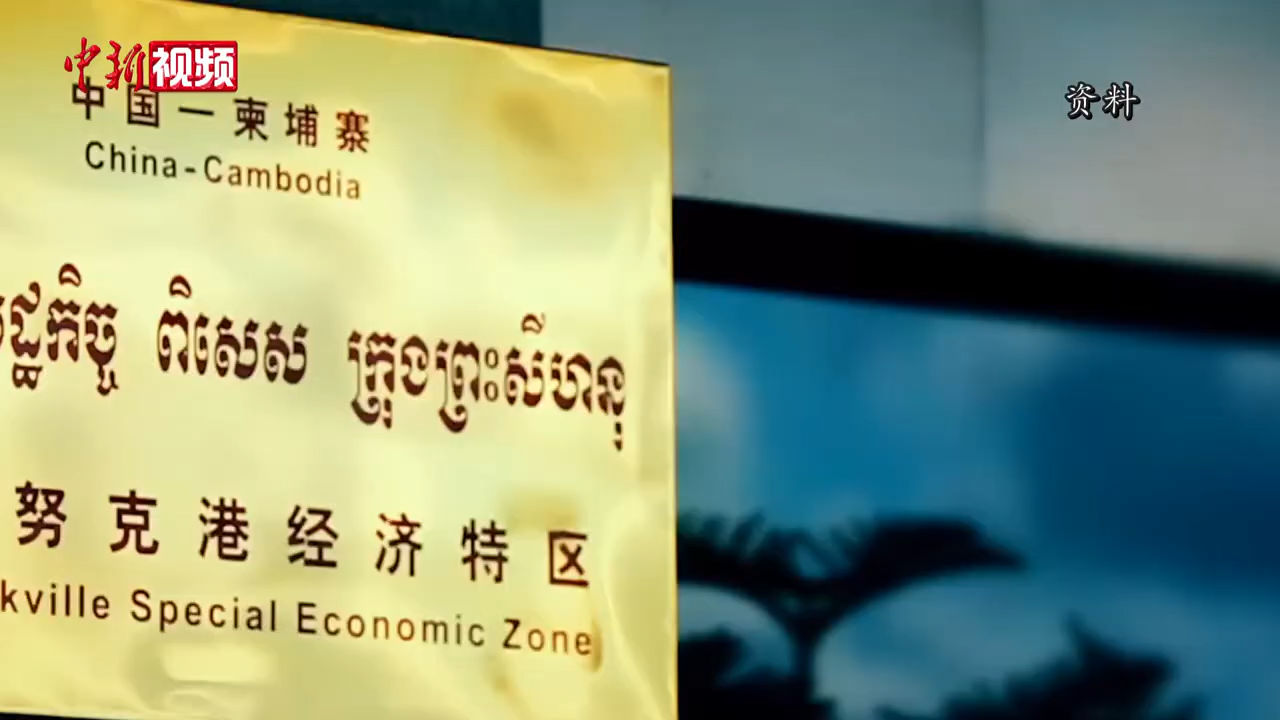 中新视频
资料
中国一柬埔寨
China-Cambodia
ដ្ឋកិច្ច ពិសេស ក្រុងព្រះសីហនុ
努克港经济特区
kville Special Economic Zone